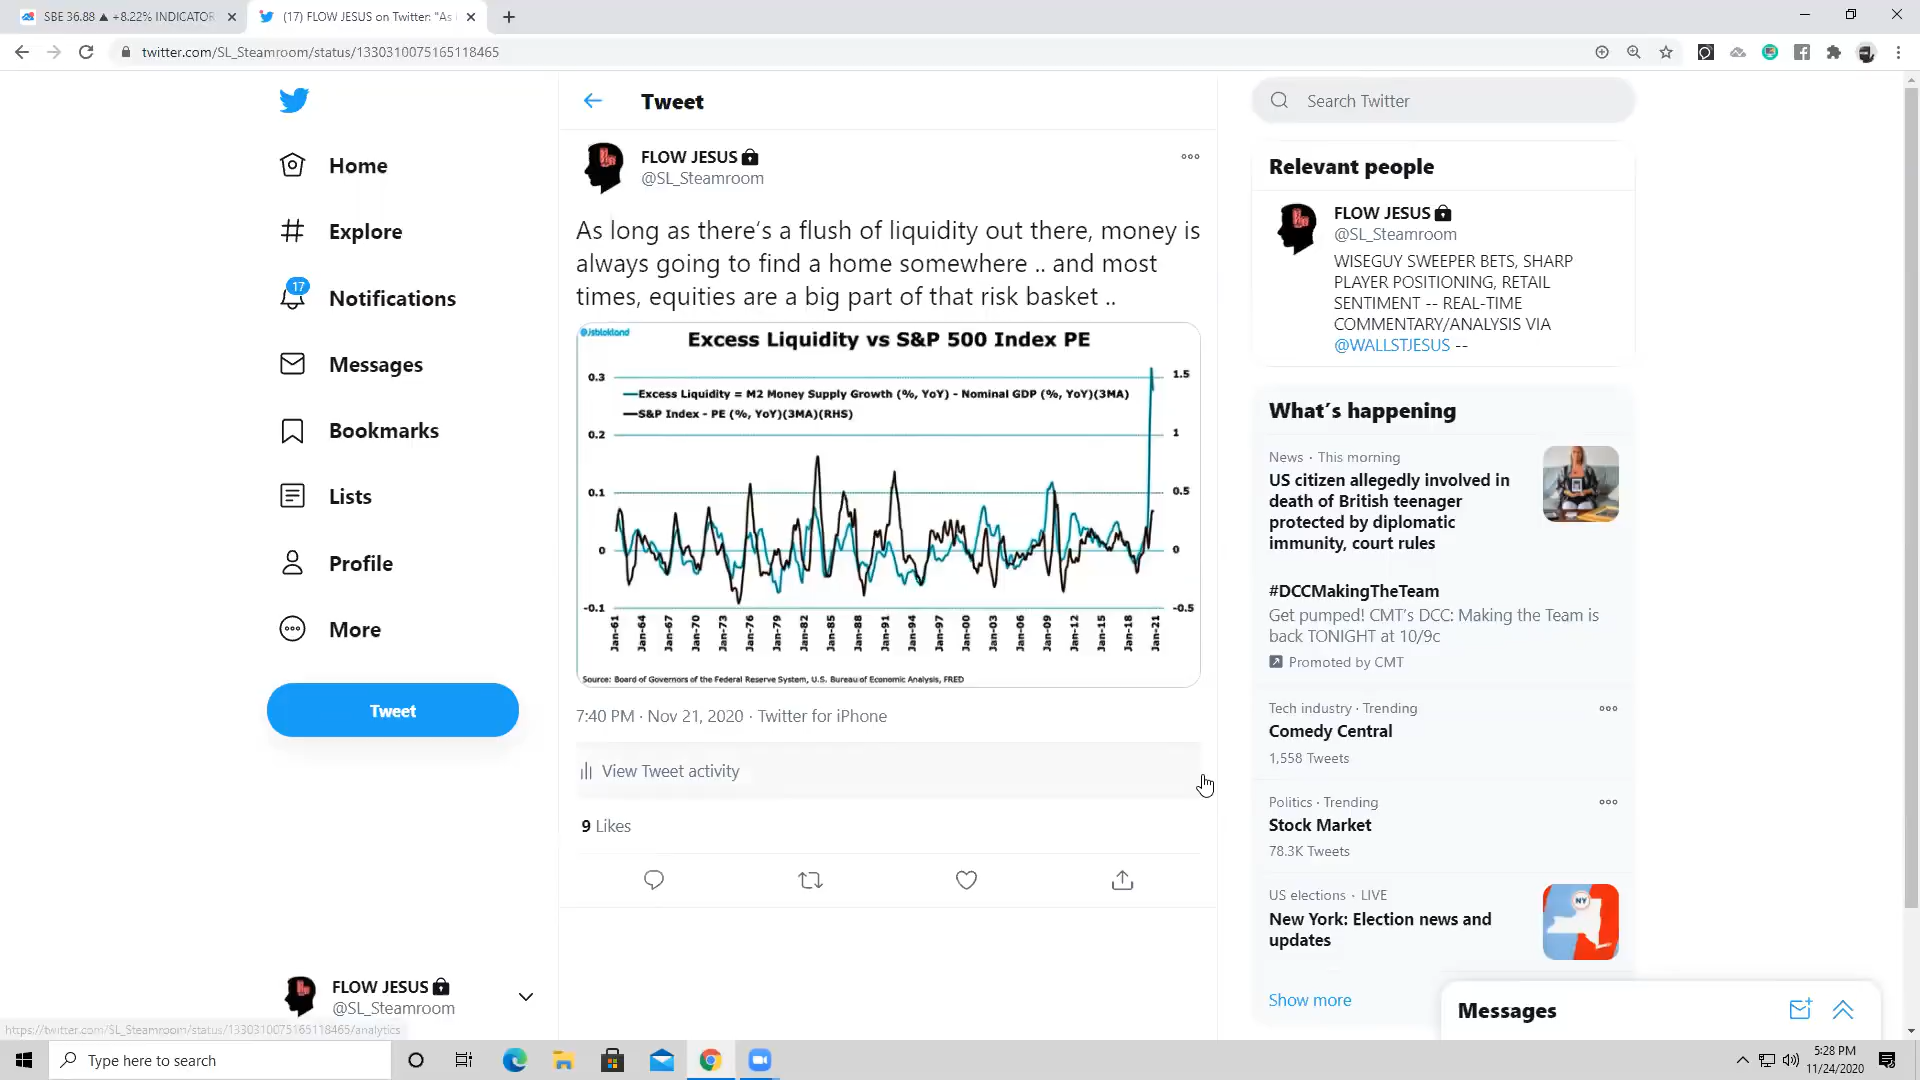 SBE 36.88 ▲ +8.22% INDICATOR
(17) FLOW JESUS on Twitter: "As
twitter.com/SL_Steamroom/status/1330310075165118465
Home
Explore
17
Notifications
Messages
Bookmarks
Lists
Profile
More
Tweet
FLOW JESUS
@SL_Steamroom
https://twitter.com/SL_Steamroom/status/1330310075165118465/analytics
Tweet
FLOW JESUS
@SL_Steamroom
As long as there's a flush of liquidity out there, money is
always going to find a home somewhere .. and most
times, equities are a big part of that risk basket ..
@jsblokland
Excess Liquidity vs S&P 500 Index PE
Excess Liquidity = M2 Money Supply Growth (%, YoY) - Nominal GDP (%, YoY)(3MA)
S&P Index - PE (%, YoY)(3MA)(RHS)
0.3
0.2
0.1
0
-0.1
1.5
1
0.5
0
-0.5
Jan-61 Jan-64 Jan-67 Jan-70 Jan-73 Jan-76 Jan-79 Jan-82 Jan-85 Jan-88 Jan-91 Jan-94 Jan-97 Jan-00 Jan-03 Jan-06 Jan-09 Jan-12 Jan-15 Jan-18 Jan-21
Source: Board of Governors of the Federal Reserve System, U.S. Bureau of Economic Analysis, FRED
7:40 PM · Nov 21, 2020 · Twitter for iPhone
View Tweet activity
9 Likes
Search Twitter
Relevant people
FLOW JESUS
@SL_Steamroom
WISEGUY SWEEPER BETS, SHARP
PLAYER POSITIONING, RETAIL
SENTIMENT -- REAL-TIME
COMMENTARY/ANALYSIS VIA
@WALLSTJESUS --
What's happening
News · This morning
US citizen allegedly involved in
death of British teenager
protected by diplomatic
immunity, court rules
#DCCMakingTheTeam
Get pumped! CMT's DCC: Making the Team is
back TONIGHT at 10/9c
Promoted by CMT
Tech industry · Trending
Comedy Central
1,558 Tweets
Politics · Trending
Stock Market
78.3K Tweets
US elections · LIVE
New York: Election news and
updates
NY
Show more
Messages
Type here to search
5:28 PM
11/24/2020